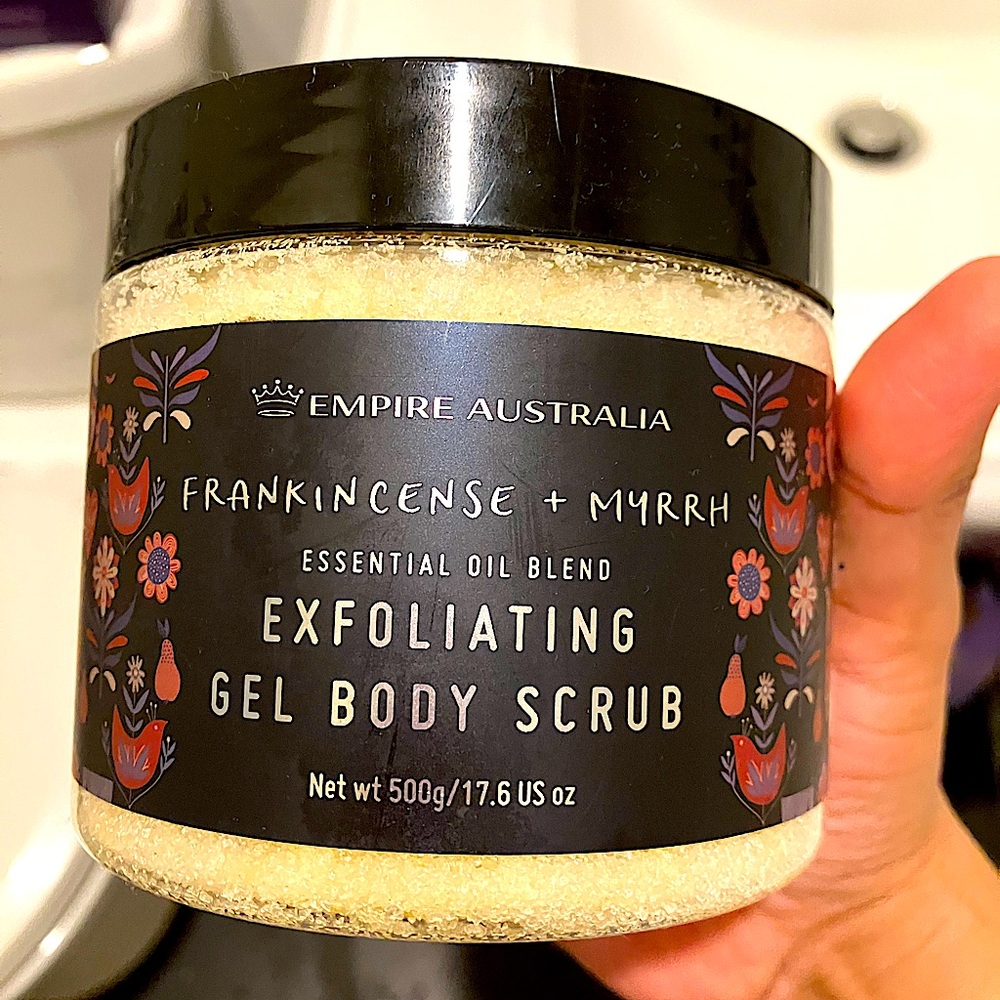 EMPIRE AUSTRALIA
FRANKINCENSE + MYRRH
ESSENTIAL OIL BLEND
EXFOLIATING
GEL BODY SCRUB
Net wt 500g/17.6 US oz